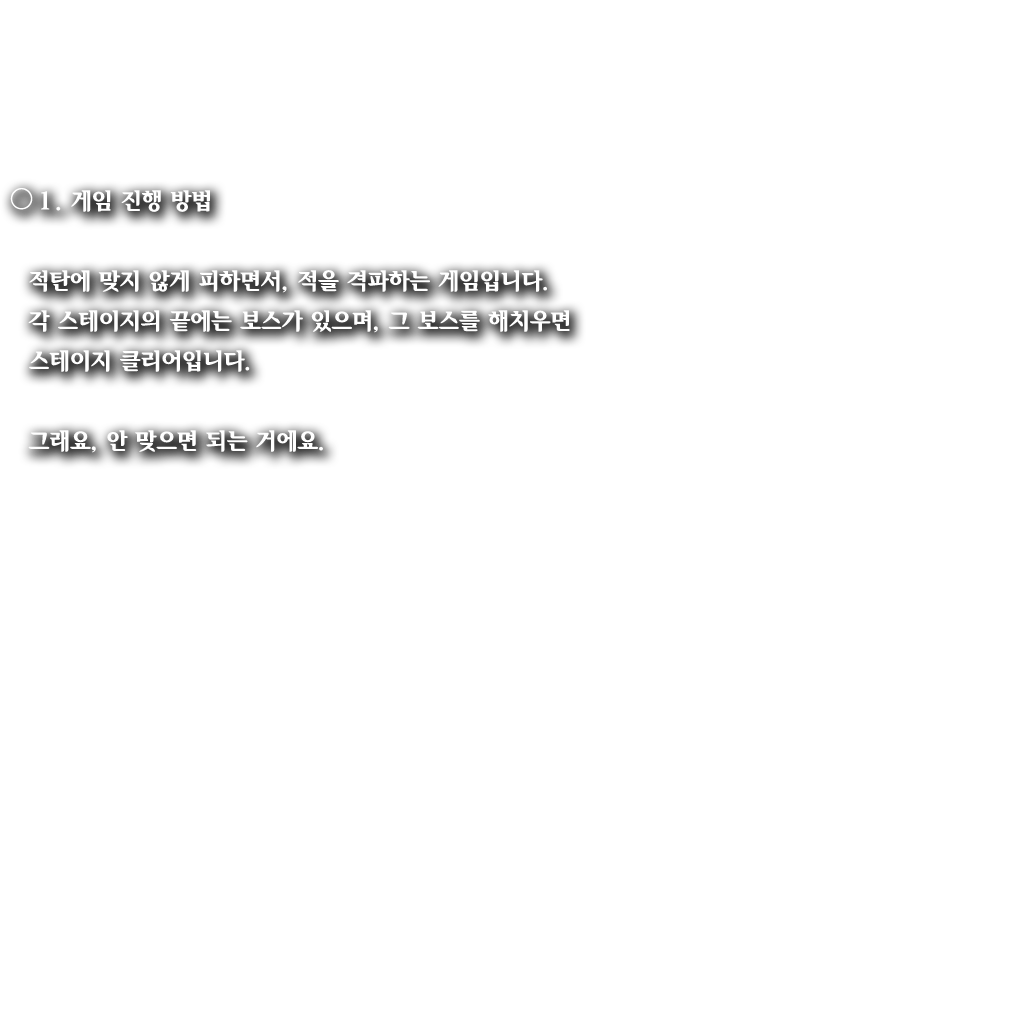 ○1. 게임 진행 방법
적탄에 맞지 않게 피하면서, 적을 격파하는 게임입니다.
각 스테이지의 끝에는 보스가 있으며, 그 보스를 해치우면
스테이지 클리어입니다.
그래요, 안 맞으면 되는 거에요.